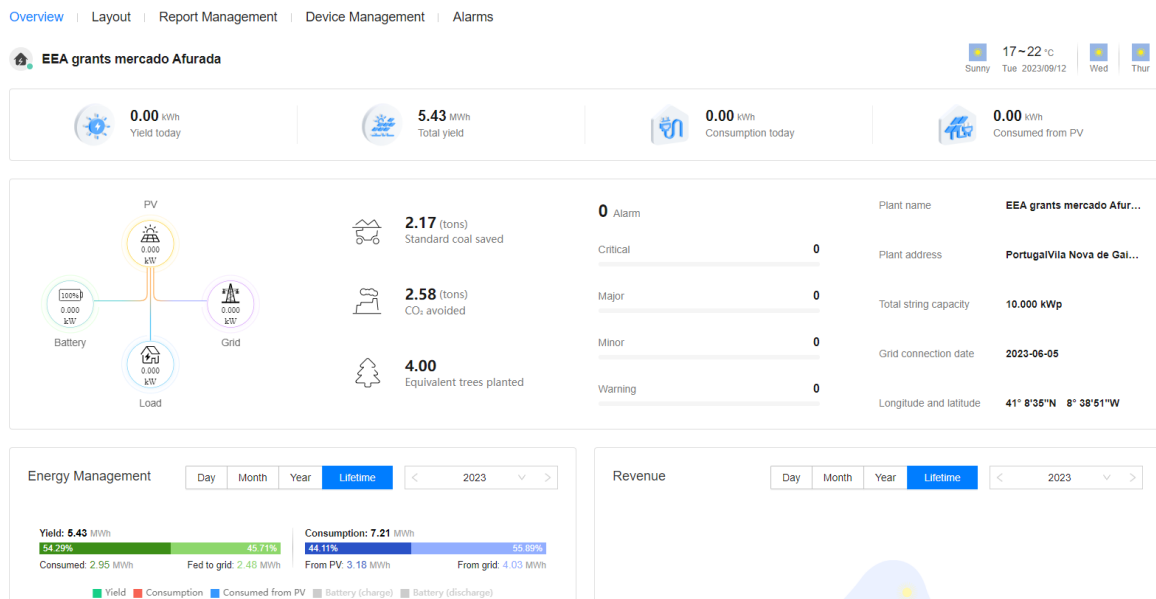 Overview Layout Report Management Device Management Alarms
EEA grants mercado Afurada
17~22 °C
Sunny Tue 2023/09/12 Wed Thur
0.00 kWh
Yield today
5.43 MWh
Total yield
0.00 kWh
Consumption today
0.00 kWh
Consumed from PV
PV
0.000
kW
100%
0.000
kW
Battery
0.000
kW
Grid
0.000
kW
Load
2.17 (tons)
Standard coal saved
2.58 (tons)
CO₂ avoided
4.00
Equivalent trees planted
0 Alarm
Critical 0
Major 0
Minor 0
Warning 0
Plant name EEA grants mercado Afur...
Plant address PortugalVila Nova de Gai...
Total string capacity 10.000 kWp
Grid connection date 2023-06-05
Longitude and latitude 41° 8'35"N 8° 38'51"W
Energy Management Day Month Year Lifetime 2023
Yield: 5.43 MWh
54.29% 45.71%
Consumed: 2.95 MWh Fed to grid: 2.48 MWh
Consumption: 7.21 MWh
44.11% 55.89%
From PV: 3.18 MWh From grid: 4.03 MWh
Yield Consumption Consumed from PV Battery (charge) Battery (discharge)
Revenue Day Month Year Lifetime 2023